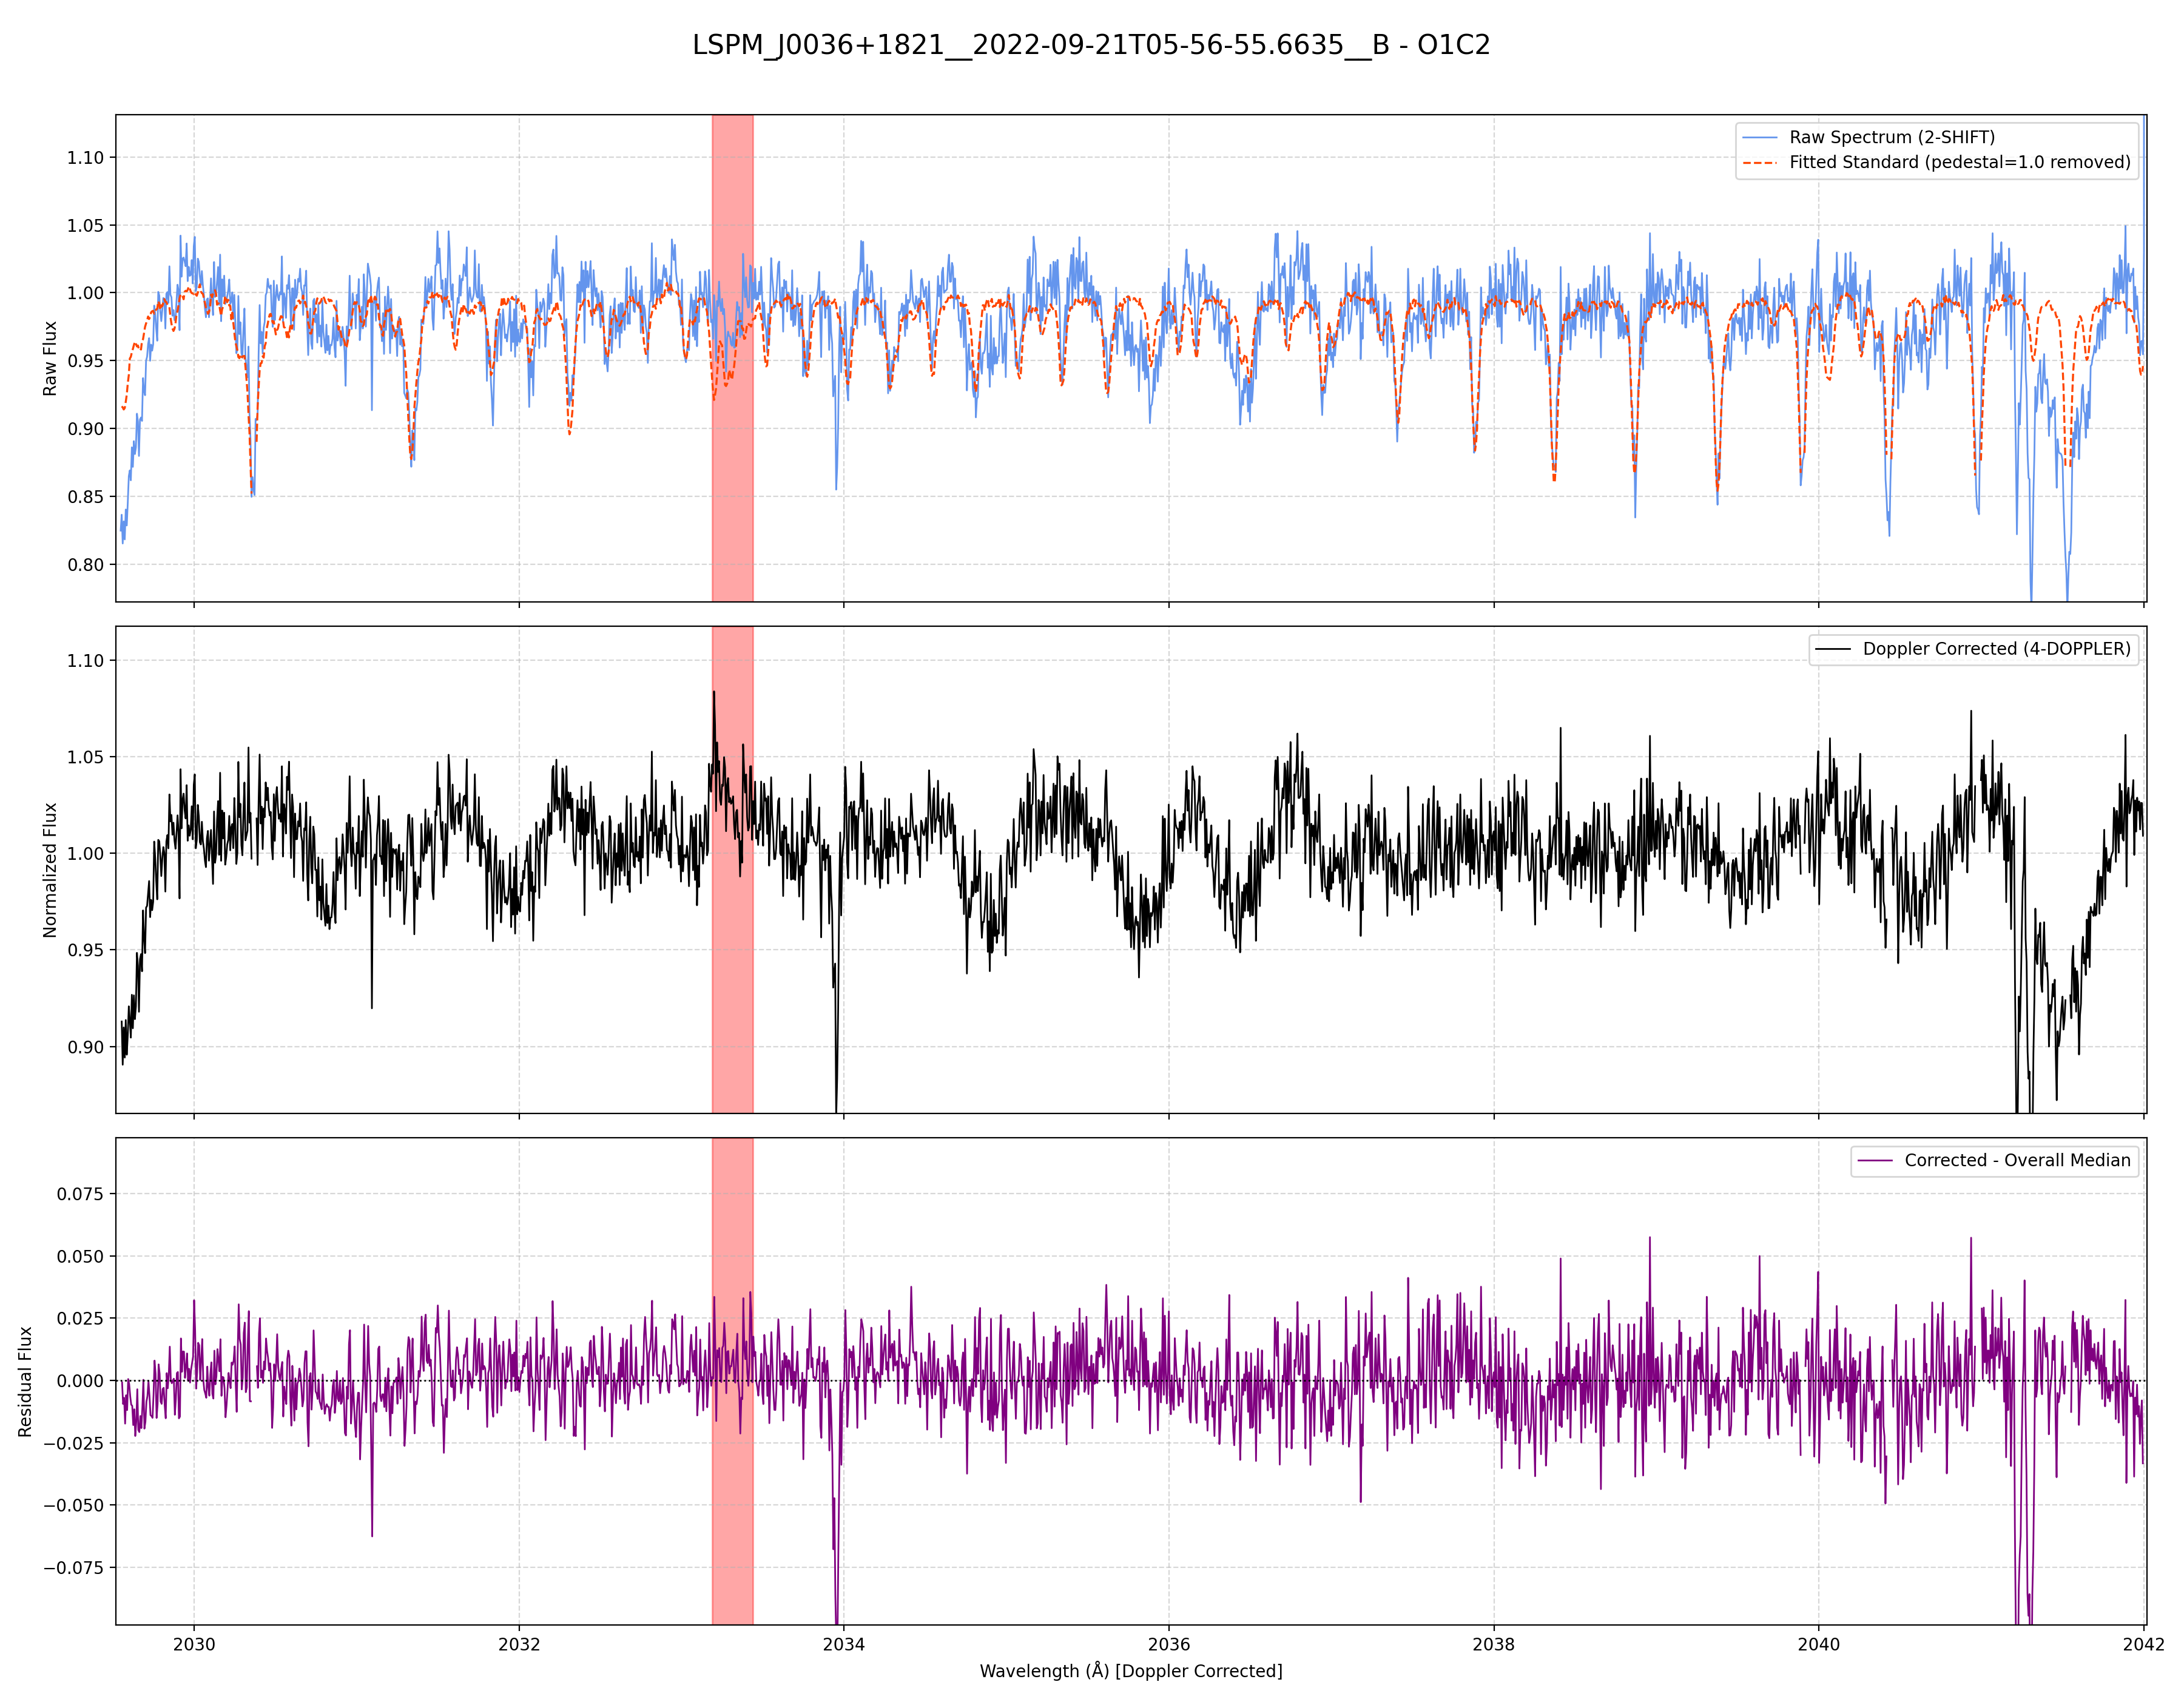 LSPM_J0036+1821__2022-09-21T05-56-55.6635__B - O1C2
Raw Spectrum (2-SHIFT)
Fitted Standard (pedestal=1.0 removed)
1.10
1.05
1.00
0.95
0.90
0.85
0.80
Raw Flux
Doppler Corrected (4-DOPPLER)
1.10
1.05
1.00
0.95
0.90
Normalized Flux
Corrected - Overall Median
0.075
0.050
0.025
0.000
−0.025
−0.050
−0.075
Residual Flux
2030 2032 2034 2036 2038 2040 2042
Wavelength (Å) [Doppler Corrected]